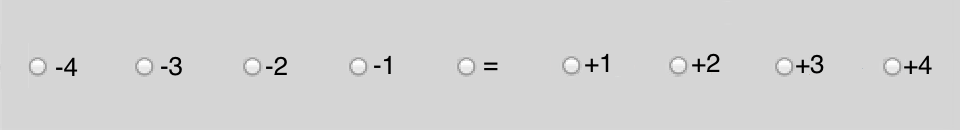 -4 -3 -2 -1 = +1 +2 +3 +4